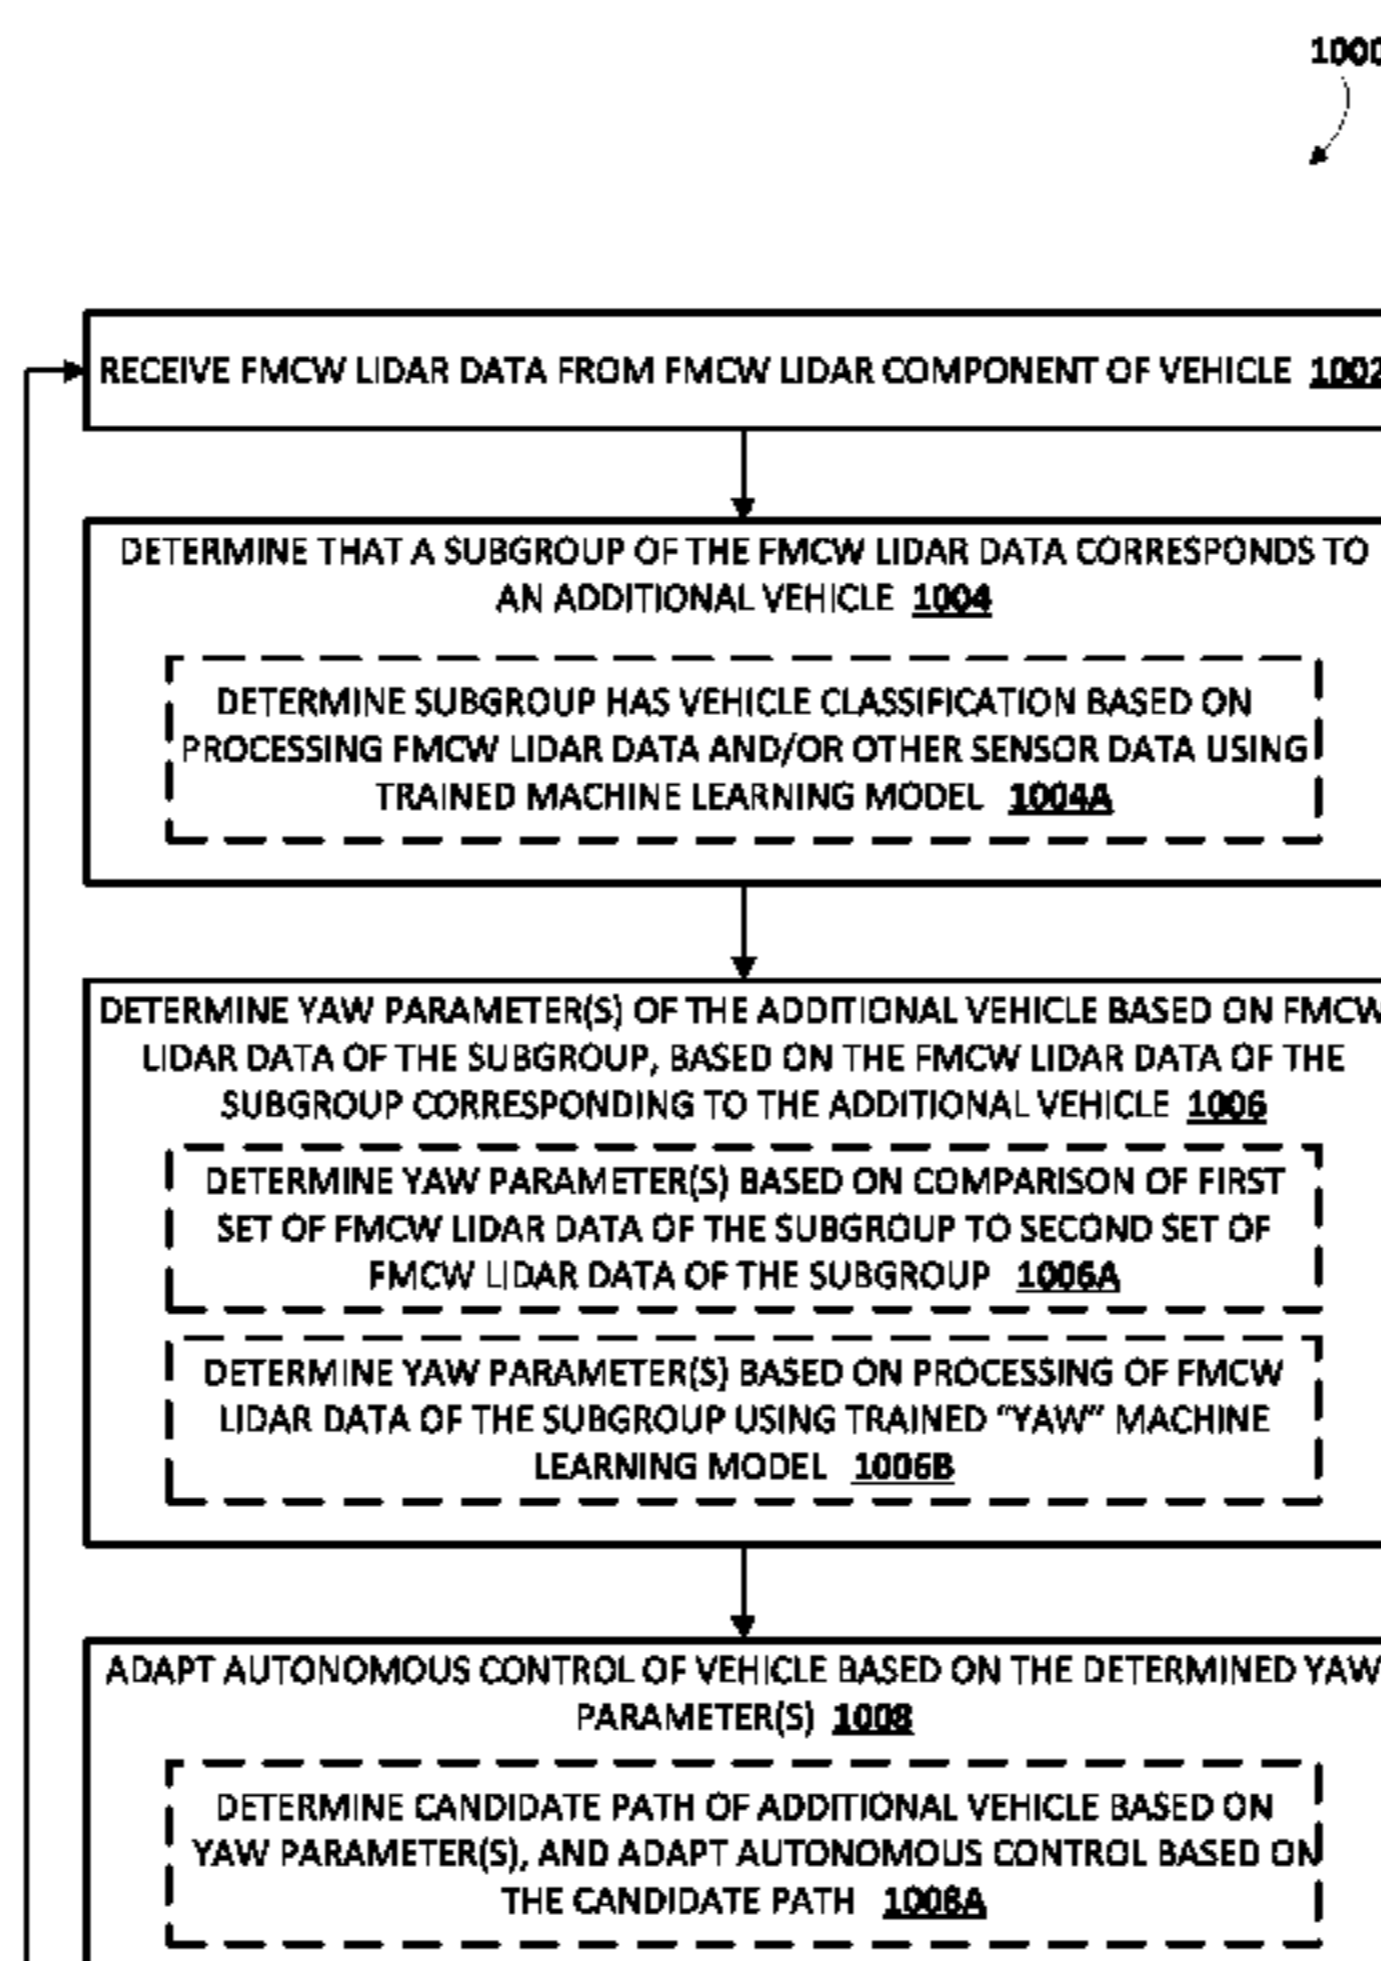 1000
RECEIVE FMCW LIDAR DATA FROM FMCW LIDAR COMPONENT OF VEHICLE 1002
DETERMINE THAT A SUBGROUP OF THE FMCW LIDAR DATA CORRESPONDS TO
AN ADDITIONAL VEHICLE 1004
DETERMINE SUBGROUP HAS VEHICLE CLASSIFICATION BASED ON
PROCESSING FMCW LIDAR DATA AND/OR OTHER SENSOR DATA USING
TRAINED MACHINE LEARNING MODEL 1004A
DETERMINE YAW PARAMETER(S) OF THE ADDITIONAL VEHICLE BASED ON FMCW
LIDAR DATA OF THE SUBGROUP, BASED ON THE FMCW LIDAR DATA OF THE
SUBGROUP CORRESPONDING TO THE ADDITIONAL VEHICLE 1006
DETERMINE YAW PARAMETER(S) BASED ON COMPARISON OF FIRST
SET OF FMCW LIDAR DATA OF THE SUBGROUP TO SECOND SET OF
FMCW LIDAR DATA OF THE SUBGROUP 1006A
DETERMINE YAW PARAMETER(S) BASED ON PROCESSING OF FMCW
LIDAR DATA OF THE SUBGROUP USING TRAINED “YAW” MACHINE
LEARNING MODEL 1006B
ADAPT AUTONOMOUS CONTROL OF VEHICLE BASED ON THE DETERMINED YAW
PARAMETER(S) 1008
DETERMINE CANDIDATE PATH OF ADDITIONAL VEHICLE BASED ON
YAW PARAMETER(S), AND ADAPT AUTONOMOUS CONTROL BASED ON
THE CANDIDATE PATH 1008A